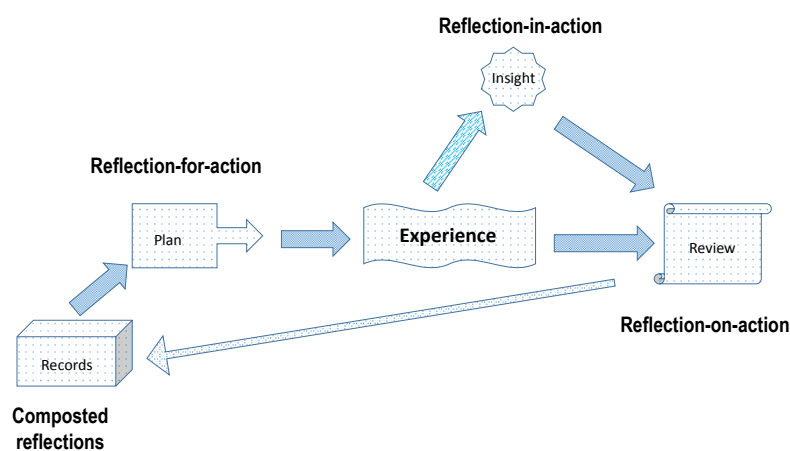 Reflection-in-action
Insight
Reflection-for-action
Plan
Experience
Review
Reflection-on-action
Records
Composted
reflections